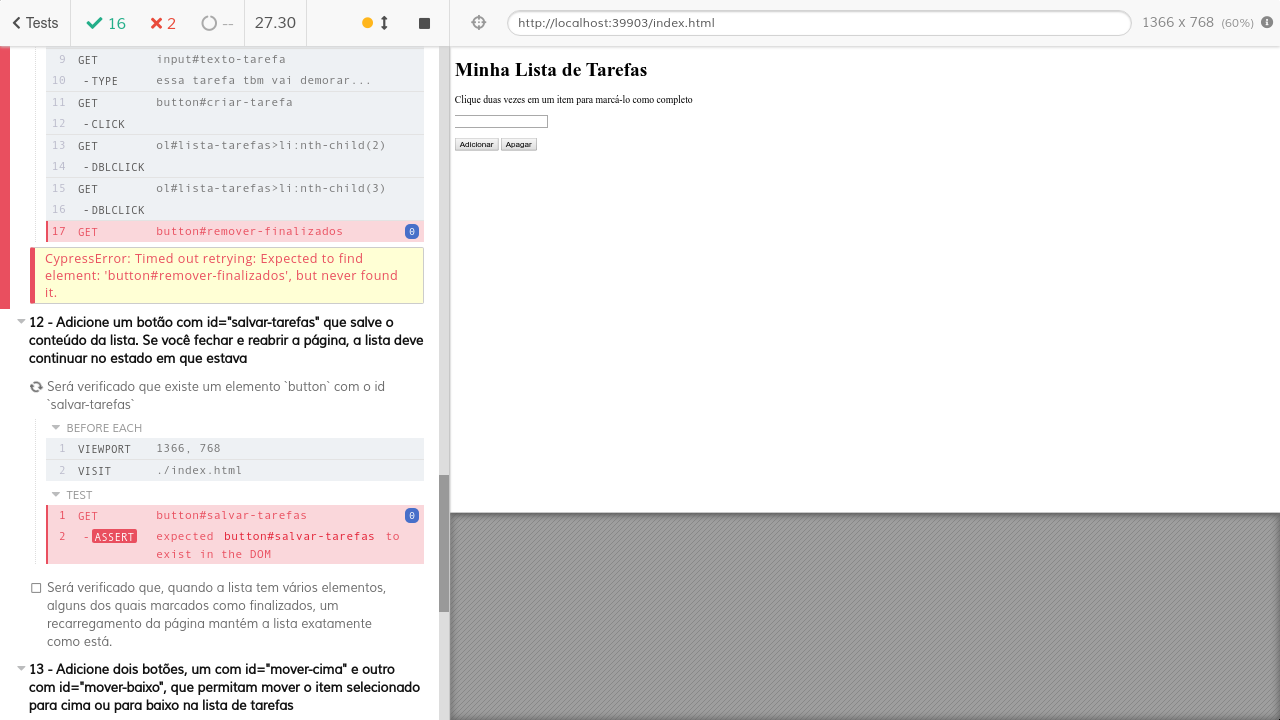 Tests 16 2 -- 27.30
http://localhost:39903/index.html 1366 x 768 (60%)
9 GET input#texto-tarefa
10 -TYPE essa tarefa tbm vai demorar...
11 GET button#criar-tarefa
12 -CLICK
13 GET ol#lista-tarefas>li:nth-child(2)
14 -DBLCLICK
15 GET ol#lista-tarefas>li:nth-child(3)
16 -DBLCLICK
17 GET button#remover-finalizados 0
CypressError: Timed out retrying: Expected to find
element: 'button#remover-finalizados', but never found
it.
12 - Adicione um botão com id="salvar-tarefas" que salve o
conteúdo da lista. Se você fechar e reabrir a página, a lista deve
continuar no estado em que estava
Será verificado que existe um elemento `button` com o id
`salvar-tarefas`
BEFORE EACH
1 VIEWPORT 1366, 768
2 VISIT ./index.html
TEST
1 GET button#salvar-tarefas 0
2 -ASSERT expected button#salvar-tarefas to
exist in the DOM
Será verificado que, quando a lista tem vários elementos,
alguns dos quais marcados como finalizados, um
recarregamento da página mantém a lista exatamente
como está.
13 - Adicione dois botões, um com id="mover-cima" e outro
com id="mover-baixo", que permitam mover o item selecionado
para cima ou para baixo na lista de tarefas
Minha Lista de Tarefas
Clique duas vezes em um item para marcá-lo como completo
Adicionar Apagar